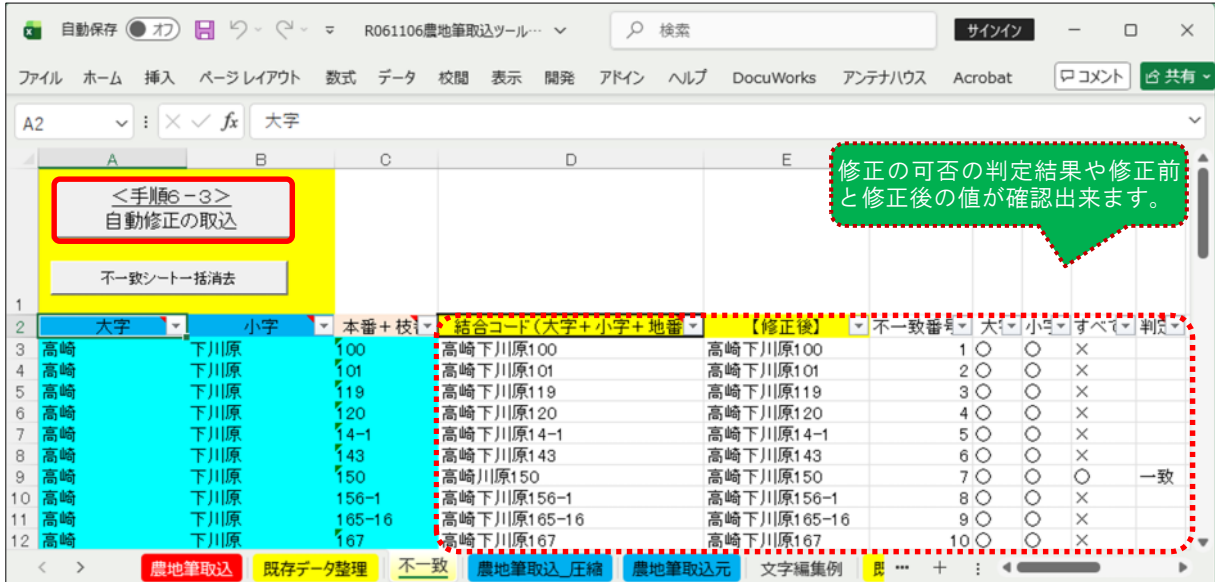 自動保存 オフ R061106農地筆取込ツール… 検索 サインイン
ファイル ホーム 挿入 ページ レイアウト 数式 データ 校閲 表示 開発 アドイン ヘルプ DocuWorks アンテナハウス Acrobat コメント 共有
A2 fx 大字
A B C D E
修正の可否の判定結果や修正前
と修正後の値が確認出来ます。
＜手順6－3＞
自動修正の取込
不一致シート一括消去
1
2 大字 小字 本番＋枝 結合コード（大字＋小字＋地番 【修正後】 不一致番号 大 小字 すべて 判定
3 高崎 下川原 100 高崎下川原100 高崎下川原100 1 ○ ○ ×
4 高崎 下川原 101 高崎下川原101 高崎下川原101 2 ○ ○ ×
5 高崎 下川原 119 高崎下川原119 高崎下川原119 3 ○ ○ ×
6 高崎 下川原 120 高崎下川原120 高崎下川原120 4 ○ ○ ×
7 高崎 下川原 14-1 高崎下川原14-1 高崎下川原14-1 5 ○ ○ ×
8 高崎 下川原 143 高崎下川原143 高崎下川原143 6 ○ ○ ×
9 高崎 下川原 150 高崎川原150 高崎下川原150 7 ○ ○ ○ 一致
10 高崎 下川原 156-1 高崎下川原156-1 高崎下川原156-1 8 ○ ○ ×
11 高崎 下川原 165-16 高崎下川原165-16 高崎下川原165-16 9 ○ ○ ×
12 高崎 下川原 167 高崎下川原167 高崎下川原167 10 ○ ○ ×
農地筆取込 既存データ整理 不一致 農地筆取込_圧縮 農地筆取込元 文字編集例